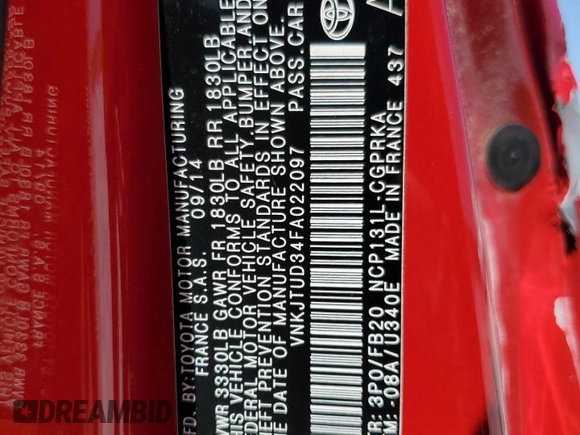 MFD. BY:TOYOTA MOTOR MANUFACTURING
FRANCE S.A.S. 09/14
GVWR 3330LB GAWR FR 1830LB RR 1830LB
THIS VEHICLE CONFORMS TO ALL APPLICABLE
FEDERAL MOTOR VEHICLE SAFETY, BUMPER, AND
THEFT PREVENTION STANDARDS IN EFFECT ON
THE DATE OF MANUFACTURE SHOWN ABOVE.
VNKJTUD34FA022097 PASS.CAR
3P0/FB20 NCP131L-CGPRKA
-08A/U340E MADE IN FRANCE 437
DREAMBID